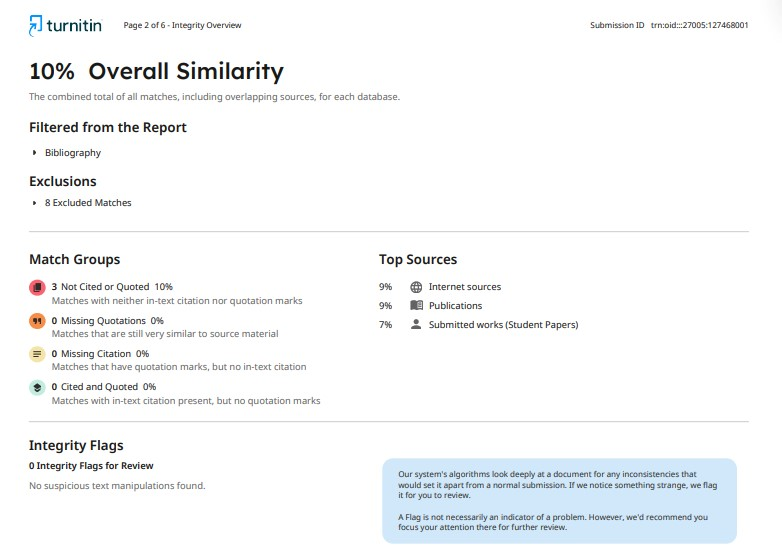 turnitin Page 2 of 6 - Integrity Overview Submission ID trn:oid:::27005:127468001
10% Overall Similarity
The combined total of all matches, including overlapping sources, for each database.
Filtered from the Report
Bibliography
Exclusions
8 Excluded Matches
Match Groups
3 Not Cited or Quoted 10%
Matches with neither in-text citation nor quotation marks
0 Missing Quotations 0%
Matches that are still very similar to source material
0 Missing Citation 0%
Matches that have quotation marks, but no in-text citation
0 Cited and Quoted 0%
Matches with in-text citation present, but no quotation marks
Top Sources
9% Internet sources
9% Publications
7% Submitted works (Student Papers)
Integrity Flags
0 Integrity Flags for Review
No suspicious text manipulations found.
Our system's algorithms look deeply at a document for any inconsistencies that
would set it apart from a normal submission. If we notice something strange, we flag
it for you to review.
A Flag is not necessarily an indicator of a problem. However, we'd recommend you
focus your attention there for further review.